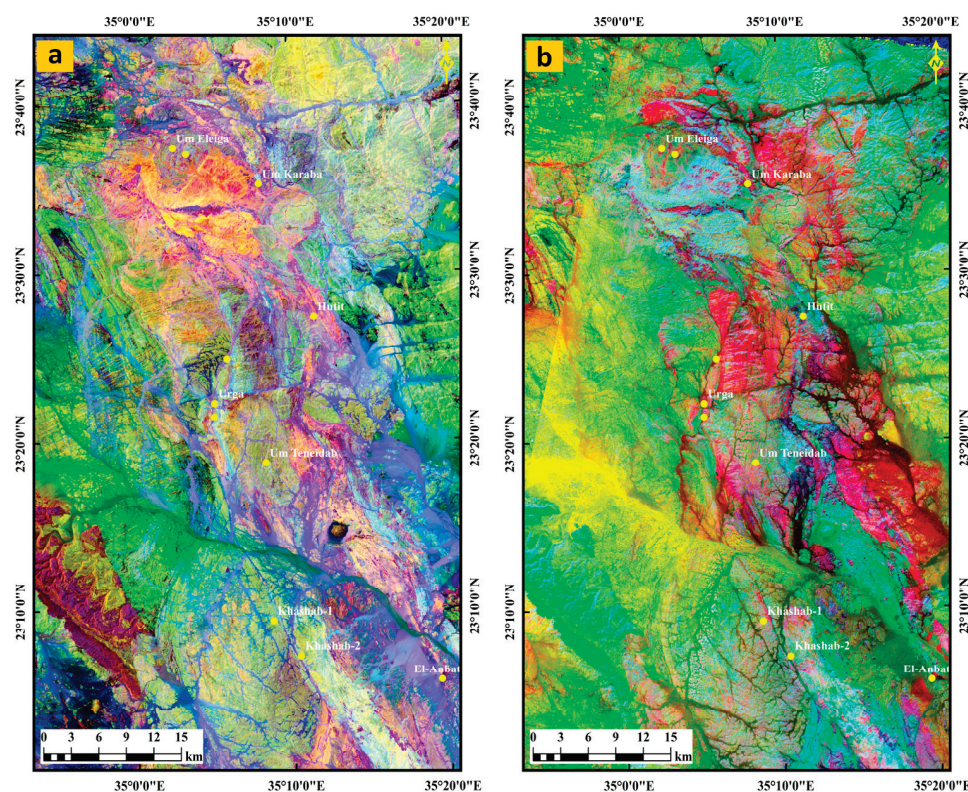 35°0'0"E 35°10'0"E 35°20'0"E
a
N
23°40'0"N
23°30'0"N
23°20'0"N
23°10'0"N
Um Eleiga
Um Karaba
Hutit
Urga
Um Teneidab
Khashab-1
Khashab-2
El-Anbat
0 3 6 9 12 15
km
35°0'0"E 35°10'0"E 35°20'0"E
35°0'0"E 35°10'0"E 35°20'0"E
b
N
23°40'0"N
23°30'0"N
23°20'0"N
23°10'0"N
Um Eleiga
Um Karaba
Hutit
Urga
Um Teneidab
Khashab-1
Khashab-2
El-Anbat
0 3 6 9 12 15
km
35°0'0"E 35°10'0"E 35°20'0"E
23°40'0"N
23°30'0"N
23°20'0"N
23°10'0"N